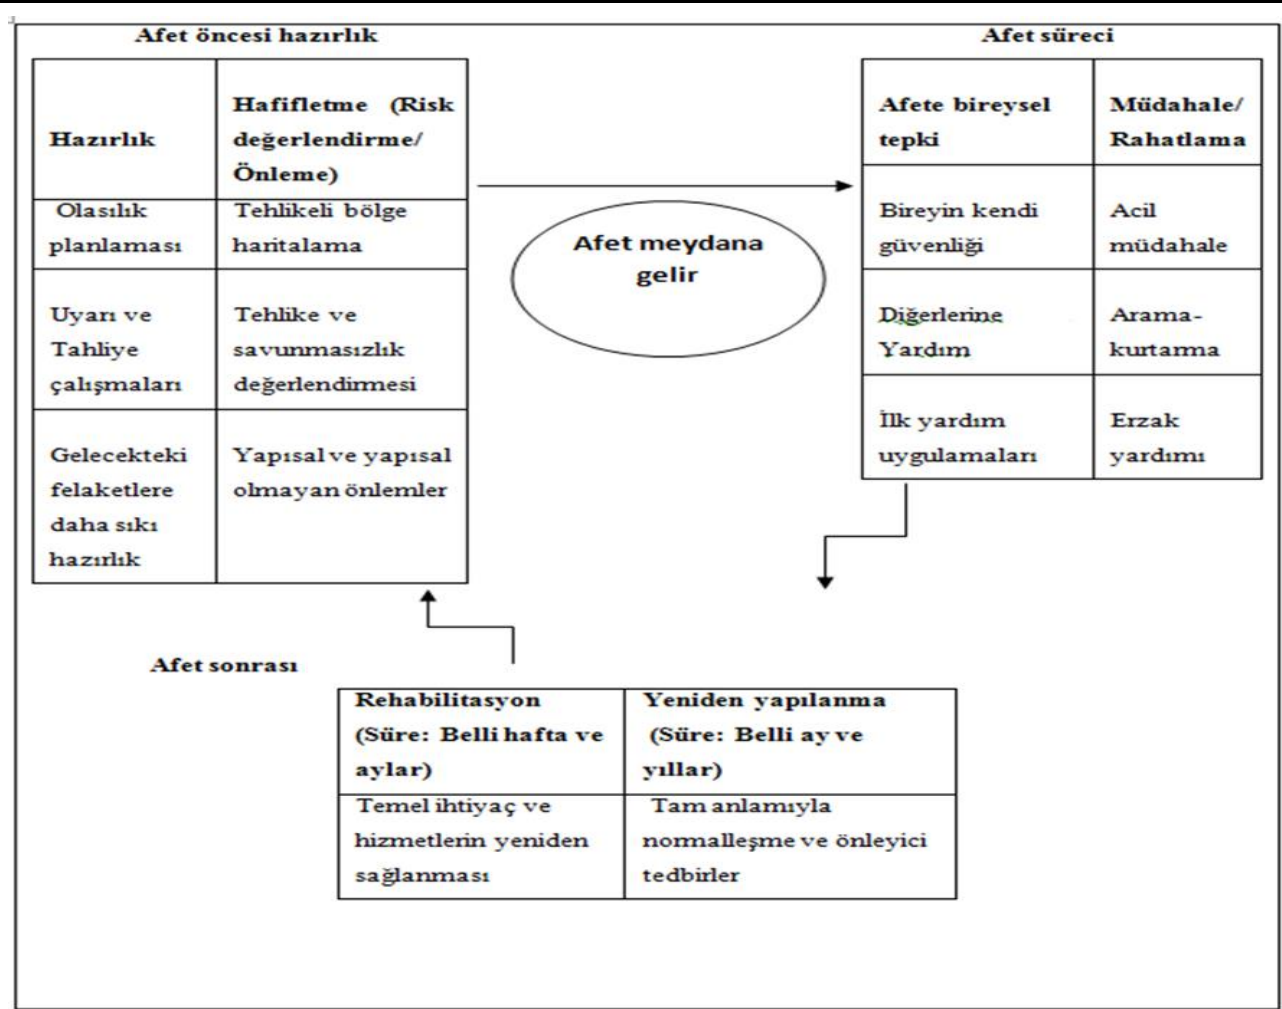 Afet öncesi hazırlık
Hazırlık
Hafifletme (Risk
değerlendirme/
Önleme)
Olasılık
planlaması
Tehlikeli bölge
haritalama
Uyarı ve
Tahliye
çalışmaları
Tehlike ve
savunmasızlık
değerlendirmesi
Gelecekteki
felaketlere
daha sıkı
hazırlık
Yapısal ve yapısal
olmayan önlemler
Afet meydana
gelir
Afet süreci
Afete bireysel
tepki
Müdahale/
Rahatlama
Bireyin kendi
güvenliği
Acil
müdahale
Diğerlerine
Yardım
Arama-
kurtarma
İlk yardım
uygulamaları
Erzak
yardımı
Afet sonrası
Rehabilitasyon
(Süre: Belli hafta ve
aylar)
Yeniden yapılanma
(Süre: Belli ay ve
yıllar)
Temel ihtiyaç ve
hizmetlerin yeniden
sağlanması
Tam anlamıyla
normalleşme ve önleyici
tedbirler